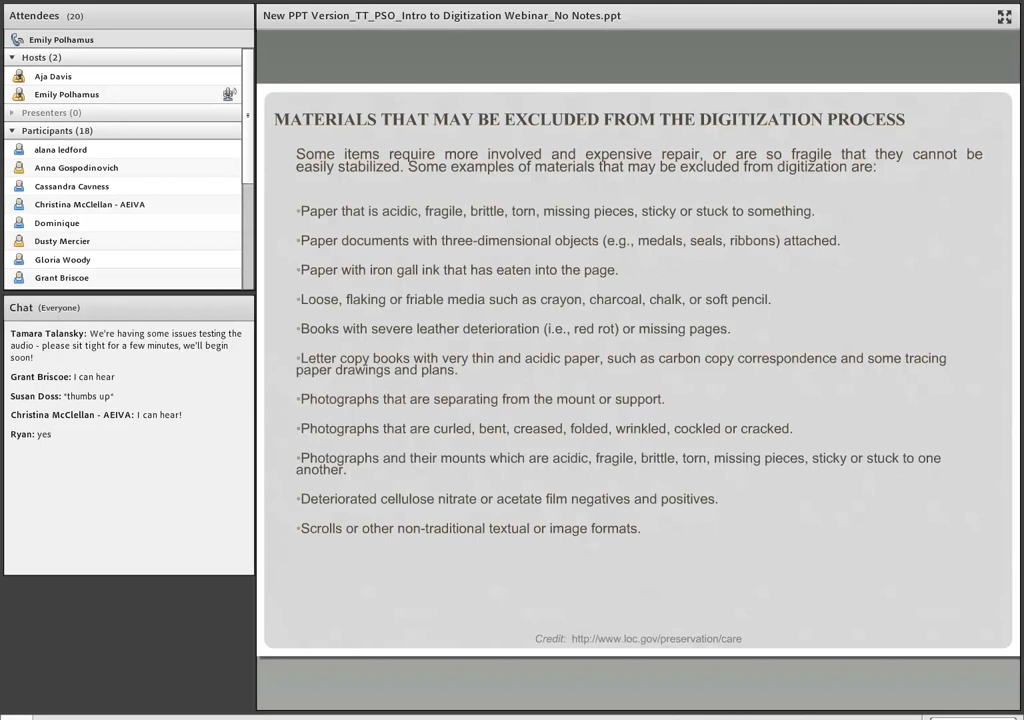 Attendees (20)
Emily Polhamus
Hosts (2)
Aja Davis
Emily Polhamus
Presenters (0)
Participants (18)
alana ledford
Anna Gospodinovich
Cassandra Cavness
Christina McClellan - AEIVA
Dominique
Dusty Mercier
Gloria Woody
Grant Briscoe
Chat (Everyone)
Tamara Talansky: We're having some issues testing the
audio - please sit tight for a few minutes, we'll begin
soon!
Grant Briscoe: I can hear
Susan Doss: *thumbs up*
Christina McClellan - AEIVA: I can hear!
Ryan: yes
New PPT Version_TT_PSO_Intro to Digitization Webinar_No Notes.ppt
MATERIALS THAT MAY BE EXCLUDED FROM THE DIGITIZATION PROCESS
Some items require more involved and expensive repair, or are so fragile that they cannot be
easily stabilized. Some examples of materials that may be excluded from digitization are:
•Paper that is acidic, fragile, brittle, torn, missing pieces, sticky or stuck to something.
•Paper documents with three-dimensional objects (e.g., medals, seals, ribbons) attached.
•Paper with iron gall ink that has eaten into the page.
•Loose, flaking or friable media such as crayon, charcoal, chalk, or soft pencil.
•Books with severe leather deterioration (i.e., red rot) or missing pages.
•Letter copy books with very thin and acidic paper, such as carbon copy correspondence and some tracing
paper drawings and plans.
•Photographs that are separating from the mount or support.
•Photographs that are curled, bent, creased, folded, wrinkled, cockled or cracked.
•Photographs and their mounts which are acidic, fragile, brittle, torn, missing pieces, sticky or stuck to one
another.
•Deteriorated cellulose nitrate or acetate film negatives and positives.
•Scrolls or other non-traditional textual or image formats.
Credit: http://www.loc.gov/preservation/care